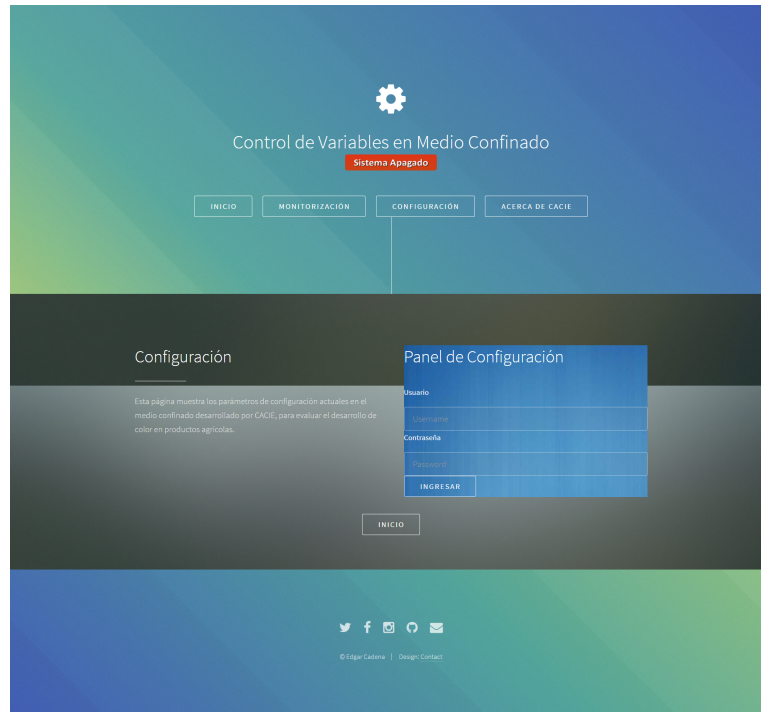 Control de Variables en Medio Confinado
Sistema Apagado
INICIO
MONITORIZACIÓN
CONFIGURACIÓN
ACERCA DE CACIE
Configuración
Esta página muestra los parámetros de configuración actuales en el
medio confinado desarrollado por CACIE, para evaluar el desarrollo de
color en productos agrícolas.
Panel de Configuración
Usuario
Username
Contraseña
Password
INGRESAR
INICIO
© Edgar Cadena | Design: Contact